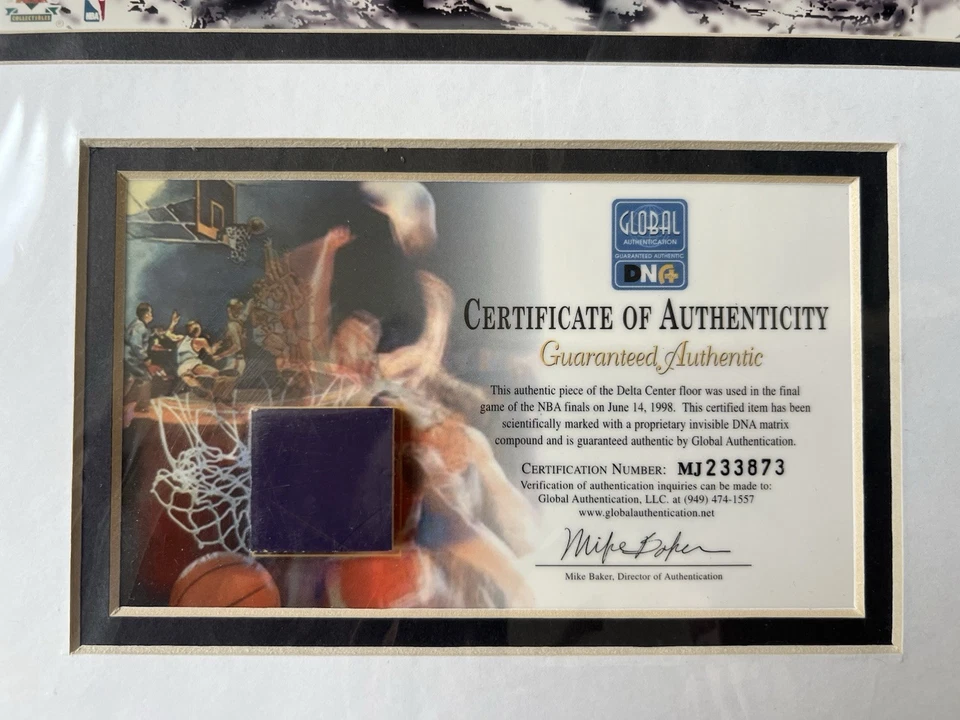 COLLECTIBLES
NBA
GLOBAL
AUTHENTICATION
GUARANTEED AUTHENTIC
DNA
CERTIFICATE OF AUTHENTICITY
Guaranteed Authentic
This authentic piece of the Delta Center floor was used in the final
game of the NBA finals on June 14, 1998. This certified item has been
scientifically marked with a proprietary invisible DNA matrix
compound and is guaranteed authentic by Global Authentication.
CERTIFICATION NUMBER: MJ233873
Verification of authentication inquiries can be made to:
Global Authentication, LLC. at (949) 474-1557
www.globalauthentication.net
Mike Baker
Mike Baker, Director of Authentication